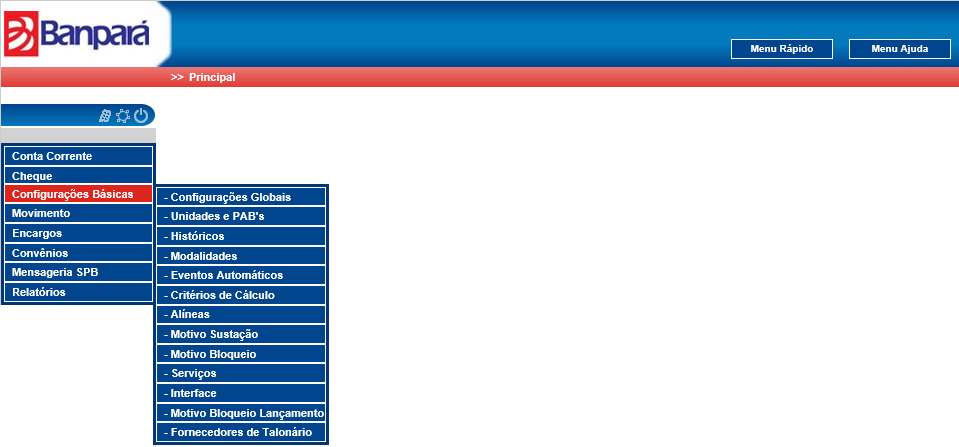 Banpará
Menu Rápido
Menu Ajuda
>> Principal
Conta Corrente
Cheque
Configurações Básicas
Movimento
Encargos
Convênios
Mensageria SPB
Relatórios
- Configurações Globais
- Unidades e PAB's
- Históricos
- Modalidades
- Eventos Automáticos
- Critérios de Cálculo
- Alíneas
- Motivo Sustação
- Motivo Bloqueio
- Serviços
- Interface
- Motivo Bloqueio Lançamento
- Fornecedores de Talonário